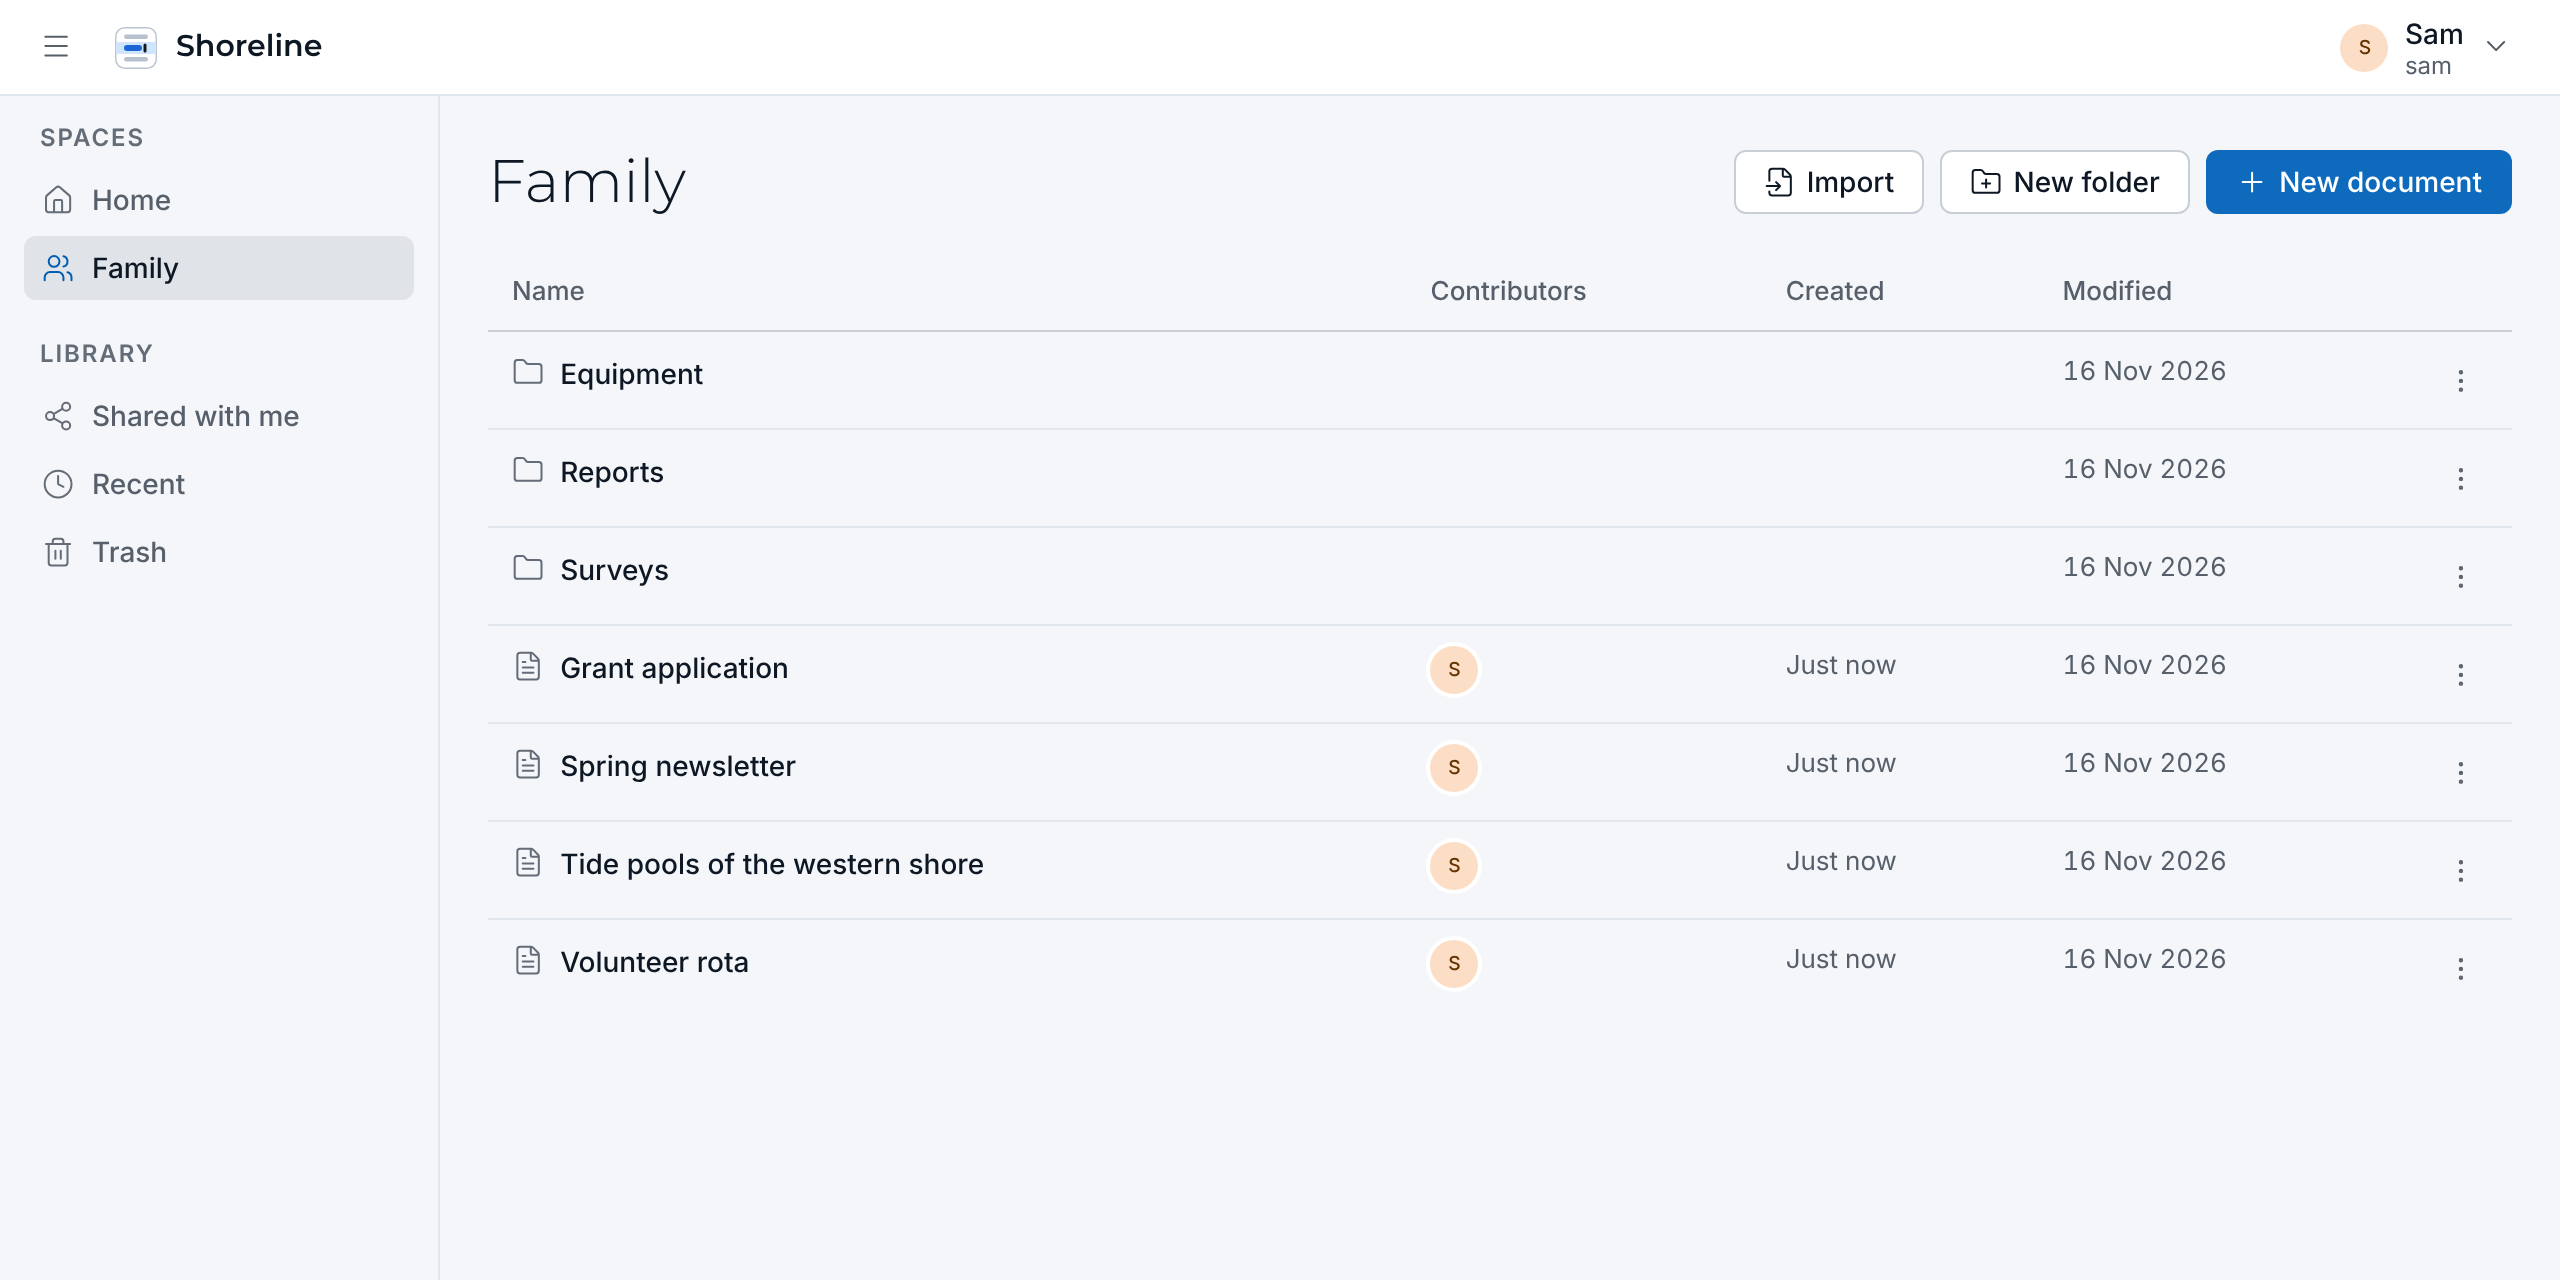 Shoreline
S
Sam
sam
SPACES
Home
Family
LIBRARY
Shared with me
Recent
Trash
Family
Import
New folder
New document
Name Contributors Created Modified
Equipment 16 Nov 2026
Reports 16 Nov 2026
Surveys 16 Nov 2026
Grant application S Just now 16 Nov 2026
Spring newsletter S Just now 16 Nov 2026
Tide pools of the western shore S Just now 16 Nov 2026
Volunteer rota S Just now 16 Nov 2026